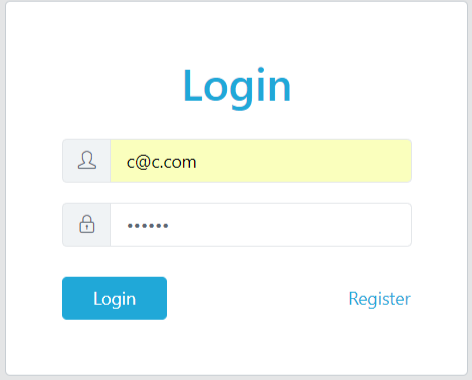 Login
c@c.com
••••••
Login
Register